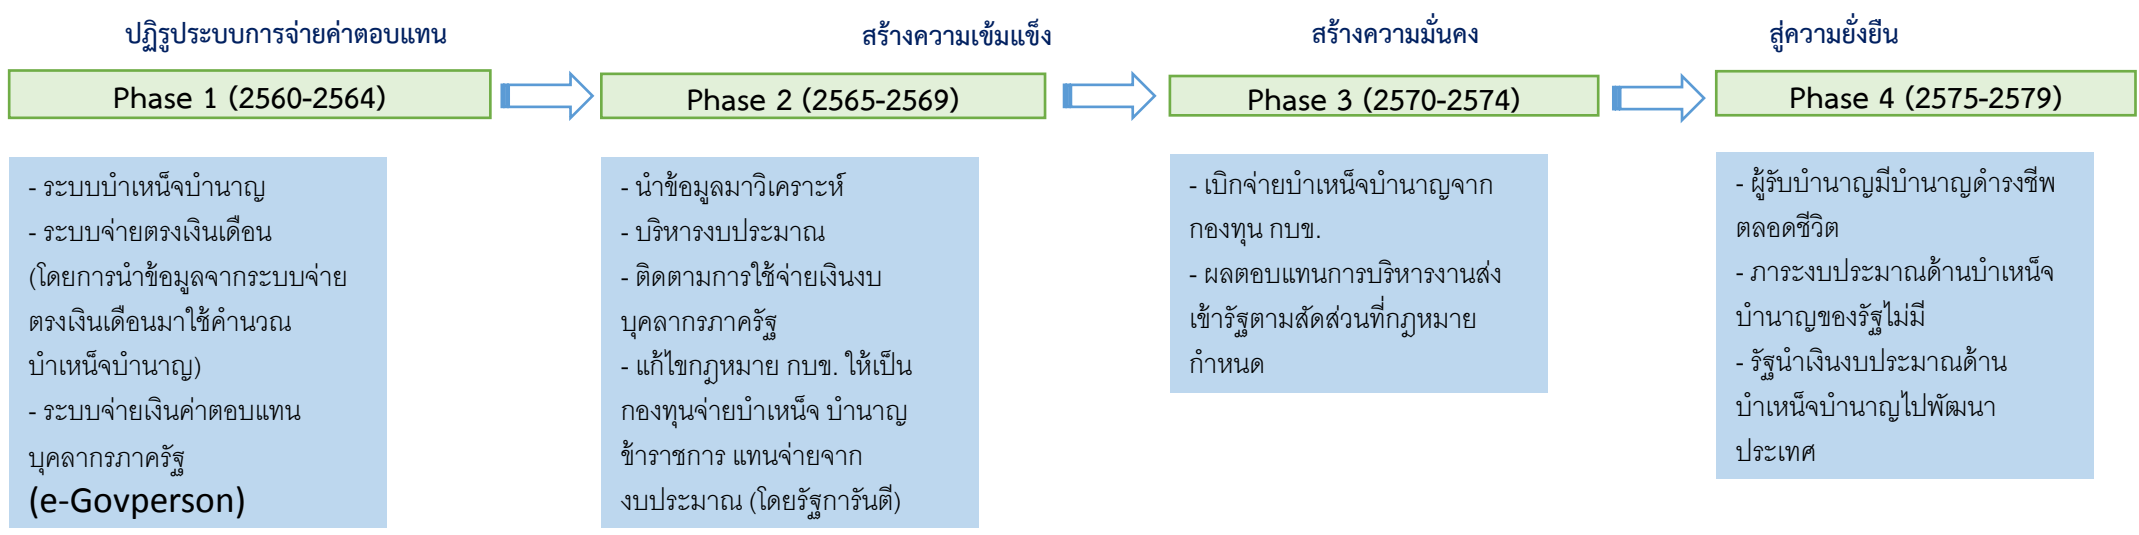 ปฏิรูประบบการจ่ายค่าตอบแทน
Phase 1 (2560-2564)
- ระบบบำเหน็จบำนาญ
- ระบบจ่ายตรงเงินเดือน
(โดยการนำข้อมูลจากระบบจ่าย
ตรงเงินเดือนมาใช้คำนวณ
บำเหน็จบำนาญ)
- ระบบจ่ายเงินค่าตอบแทน
บุคลากรภาครัฐ
(e-Govperson)
สร้างความเข้มแข็ง
Phase 2 (2565-2569)
- นำข้อมูลมาวิเคราะห์
- บริหารงบประมาณ
- ติดตามการใช้จ่ายเงินงบ
บุคลากรภาครัฐ
- แก้ไขกฎหมาย กบข. ให้เป็น
กองทุนจ่ายบำเหน็จ บำนาญ
ข้าราชการ แทนจ่ายจาก
งบประมาณ (โดยรัฐการันตี)
สร้างความมั่นคง
Phase 3 (2570-2574)
- เบิกจ่ายบำเหน็จบำนาญจาก
กองทุน กบข.
- ผลตอบแทนการบริหารงานส่ง
เข้ารัฐตามสัดส่วนที่กฎหมาย
กำหนด
สู่ความยั่งยืน
Phase 4 (2575-2579)
- ผู้รับบำนาญมีบำนาญดำรงชีพ
ตลอดชีวิต
- ภาระงบประมาณด้านบำเหน็จ
บำนาญของรัฐไม่มี
- รัฐนำเงินงบประมาณด้าน
บำเหน็จบำนาญไปพัฒนา
ประเทศ